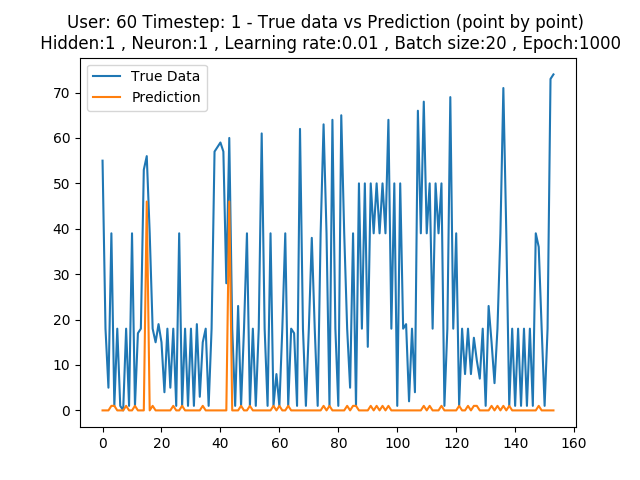 User: 60 Timestep: 1 - True data vs Prediction (point by point)
Hidden:1 , Neuron:1 , Learning rate:0.01 , Batch size:20 , Epoch:1000
True Data
Prediction
70
60
50
40
30
20
10
0
0 20 40 60 80 100 120 140 160